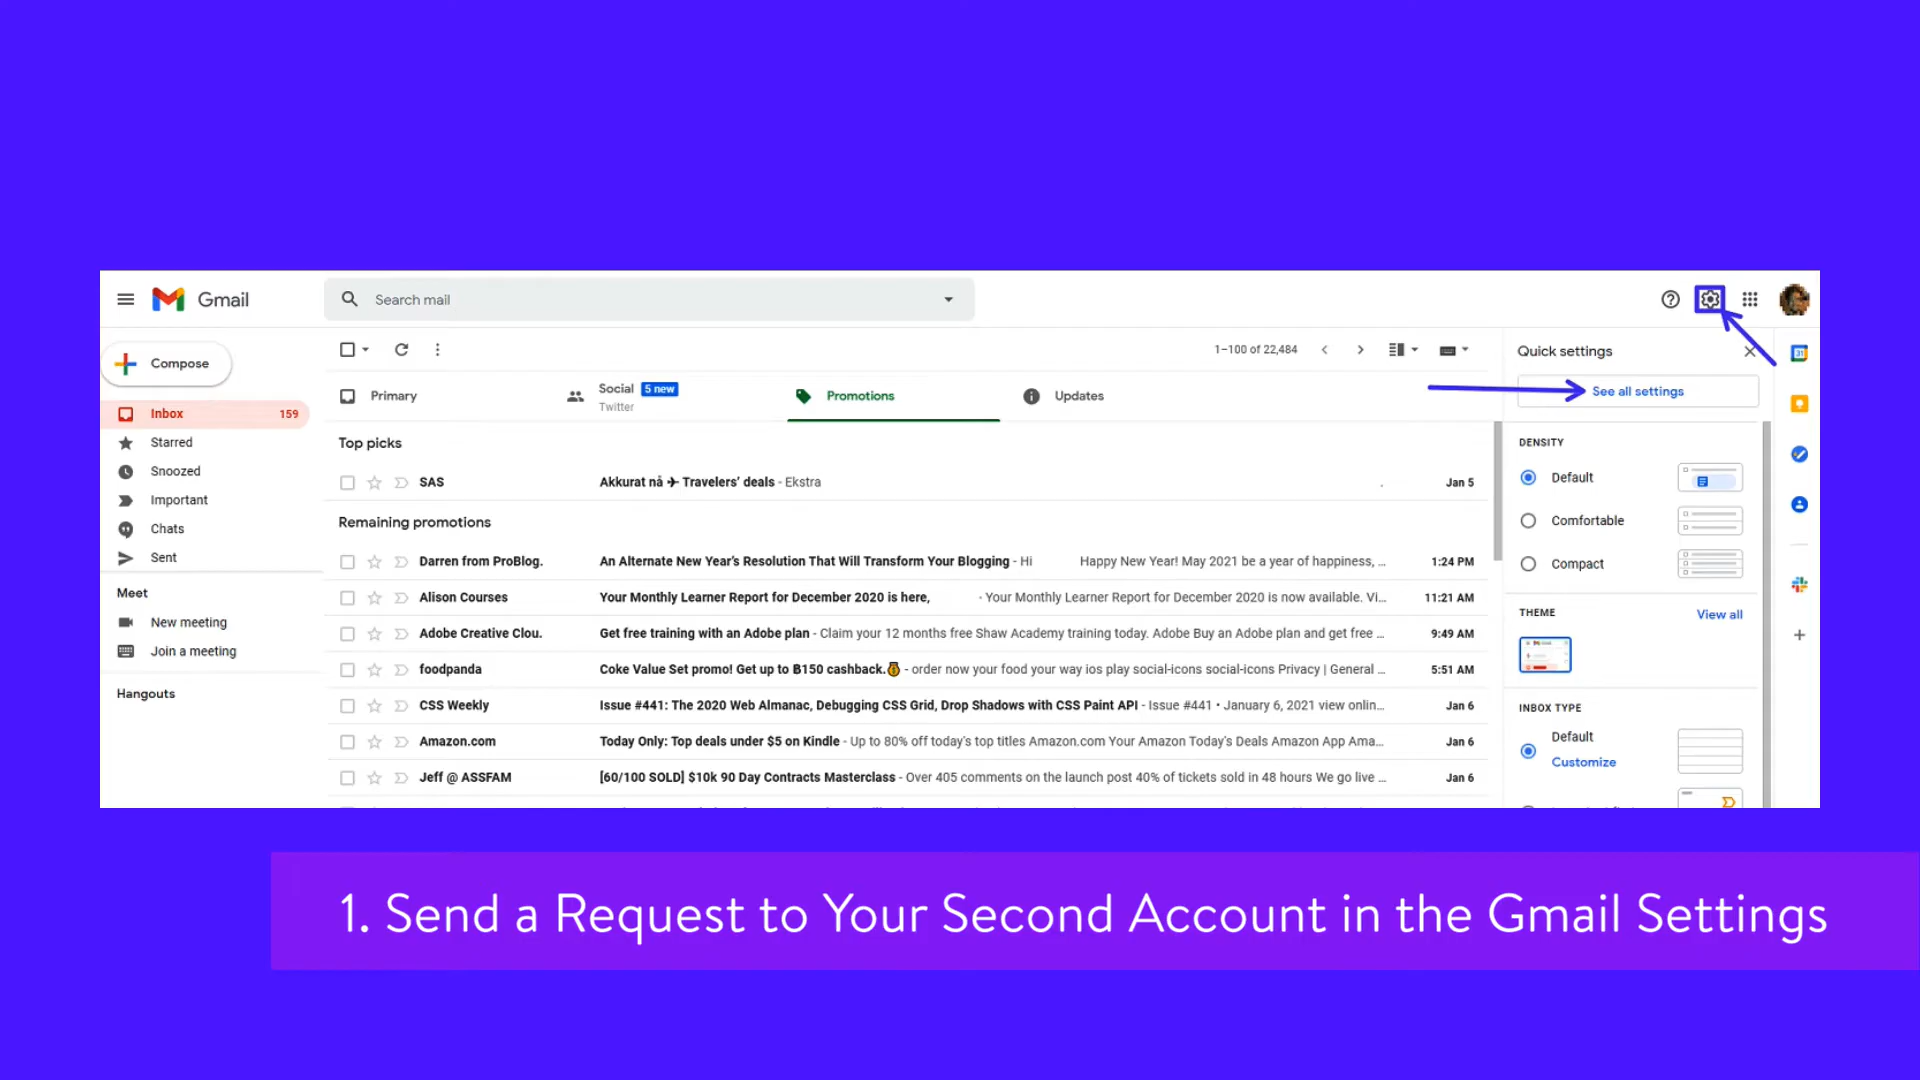 Gmail
Search mail
Compose
Inbox 159
Starred
Snoozed
Important
Chats
Sent
Meet
New meeting
Join a meeting
Hangouts
1–100 of 22,484
Primary
Social 5 new
Twitter
Promotions
Updates
Top picks
SAS Akkurat nå ✈ Travelers' deals - Ekstra Jan 5
Remaining promotions
Darren from ProBlog. An Alternate New Year's Resolution That Will Transform Your Blogging - Hi Happy New Year! May 2021 be a year of happiness, ... 1:24 PM
Alison Courses Your Monthly Learner Report for December 2020 is here, - Your Monthly Learner Report for December 2020 is now available. Vi... 11:21 AM
Adobe Creative Clou. Get free training with an Adobe plan - Claim your 12 months free Shaw Academy training today. Adobe Buy an Adobe plan and get free ... 9:49 AM
foodpanda Coke Value Set promo! Get up to ฿150 cashback.💰 - order now your food your way ios play social-icons social-icons Privacy | General ... 5:51 AM
CSS Weekly Issue #441: The 2020 Web Almanac, Debugging CSS Grid, Drop Shadows with CSS Paint API - Issue #441 • January 6, 2021 view onlin... Jan 6
Amazon.com Today Only: Top deals under $5 on Kindle - Up to 80% off today's top titles Amazon.com Your Amazon Today's Deals Amazon App Ama... Jan 6
Jeff @ ASSFAM [60/100 SOLD] $10k 90 Day Contracts Masterclass - Over 405 comments on the launch post 40% of tickets sold in 48 hours We go live ... Jan 6
Quick settings
See all settings
DENSITY
Default
Comfortable
Compact
THEME View all
INBOX TYPE
Default
Customize
31
1. Send a Request to Your Second Account in the Gmail Settings